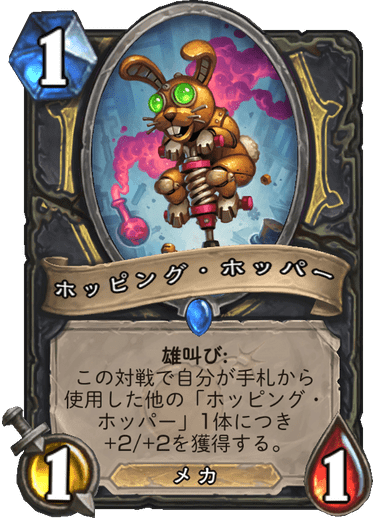 1
ホッピング・ホッパー
雄叫び:
この対戦で自分が手札から
使用した他の「ホッピング・
ホッパー」1体につき
+2/+2を獲得する。
メカ
1
1